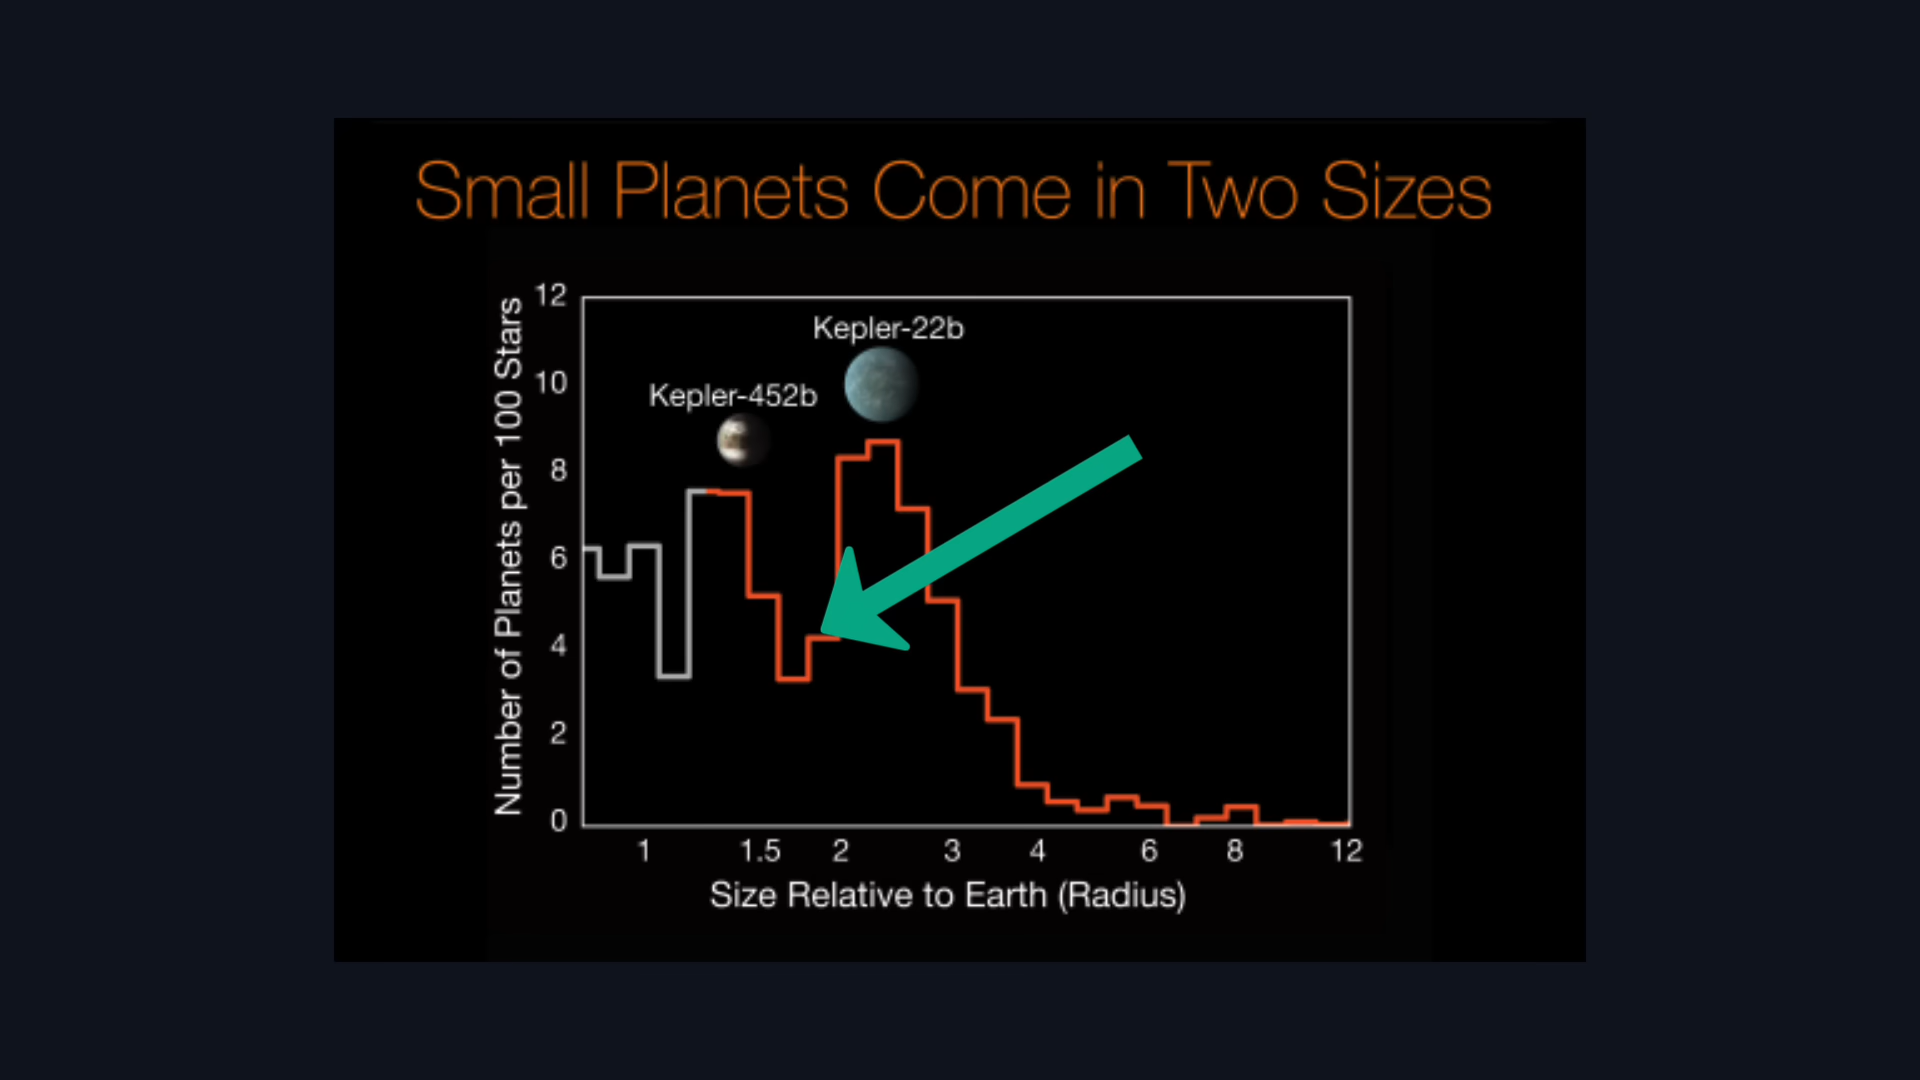 Small Planets Come in Two Sizes
Number of Planets per 100 Stars
12
10
8
6
4
2
0
Kepler-22b
Kepler-452b
1 1.5 2 3 4 6 8 12
Size Relative to Earth (Radius)